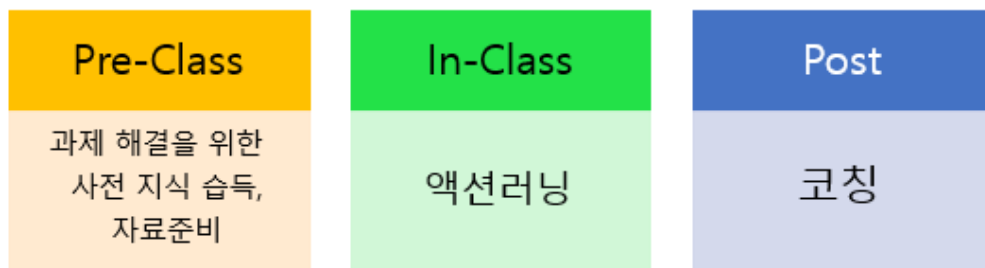 Pre-Class
과제 해결을 위한
사전 지식 습득,
자료준비
In-Class
액션러닝
Post
코칭